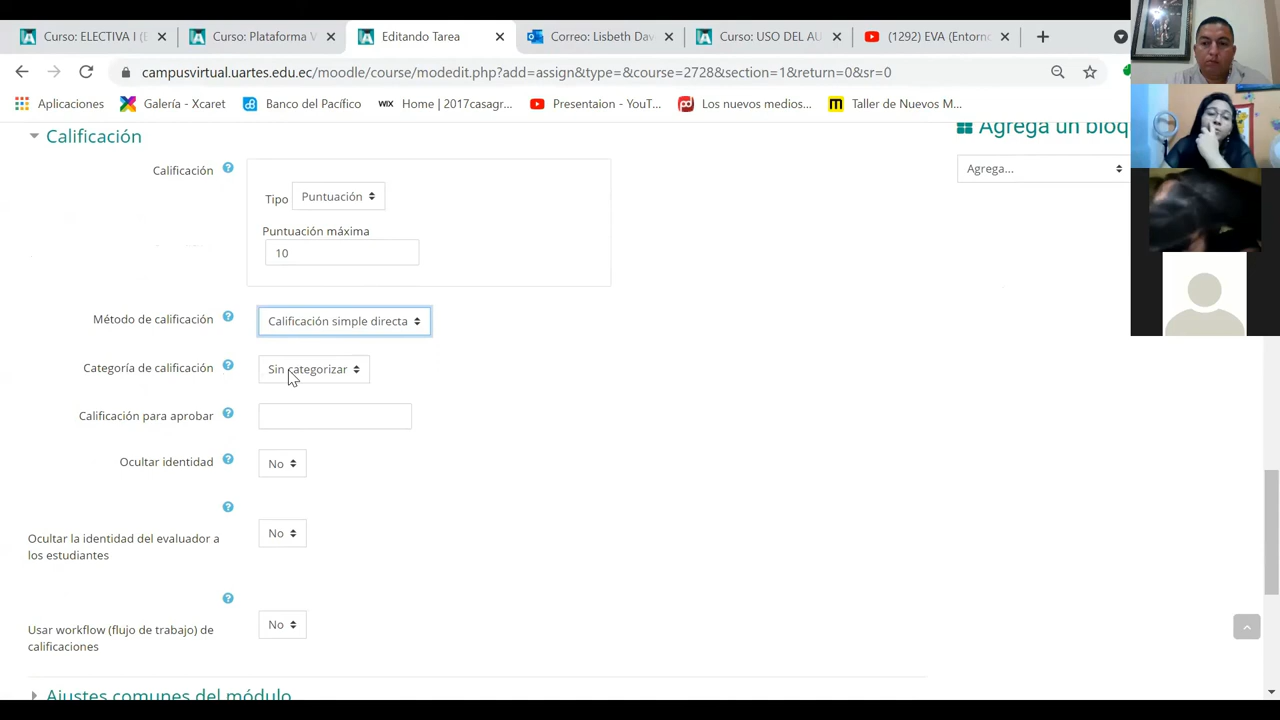 Curso: ELECTIVA I (E
Curso: Plataforma V
Editando Tarea
Correo: Lisbeth Dav
Curso: USO DEL AU
(1292) EVA (Entorno
campusvirtual.uartes.edu.ec/moodle/course/modedit.php?add=assign&type=&course=2728&section=1&return=0&sr=0
Aplicaciones
Galería - Xcaret
Banco del Pacífico
WIX Home | 2017casagr...
Presentaion - YouT...
Los nuevos medios...
Taller de Nuevos M...
Calificación
Agrega un bloq
Agrega...
Calificación
Tipo Puntuación
Puntuación máxima
10
Método de calificación
Calificación simple directa
Categoría de calificación
Sin categorizar
Calificación para aprobar
Ocultar identidad
No
Ocultar la identidad del evaluador a
los estudiantes
No
Usar workflow (flujo de trabajo) de
calificaciones
No
Ajustes comunes del módulo